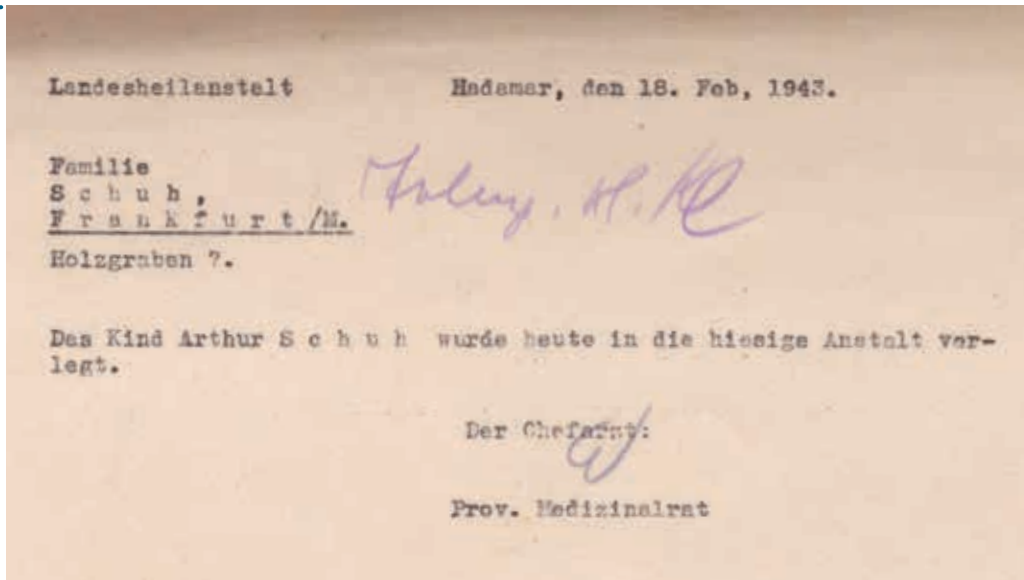 Landesheilanstalt Hadamar, den 18. Feb, 1943.
Familie
S c h u h ,
F r a n k f u r t /M.
Holzgraben 7.
Das Kind Arthur S c h u h wurde heute in die hiesige Anstalt ver-
legt.
Der Chefarzt:
Prov. Medizinalrat